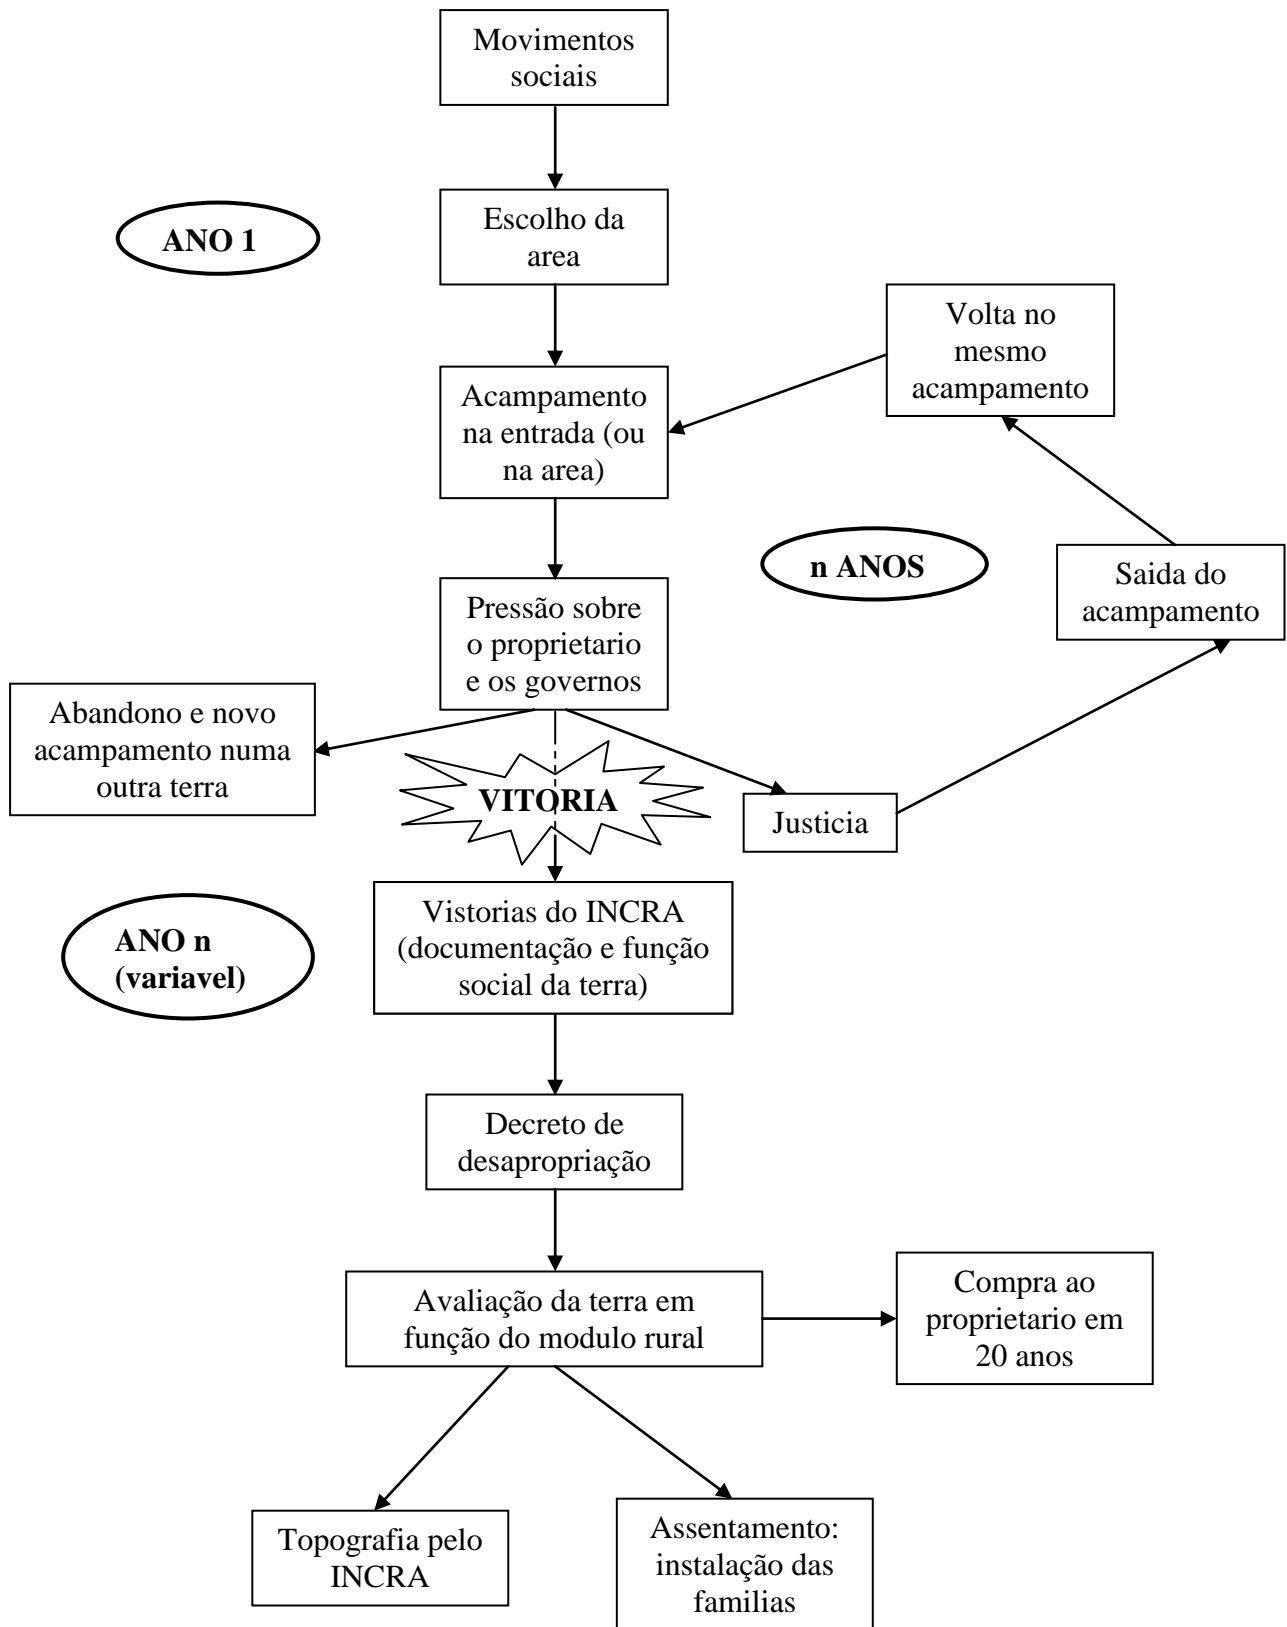 Movimentos
sociais
ANO 1
Escolho da
area
Volta no
mesmo
acampamento
Acampamento
na entrada (ou
na area)
n ANOS
Saida do
acampamento
Pressão sobre
o proprietario
e os governos
Abandono e novo
acampamento numa
outra terra
VITORIA
Justicia
ANO n
(variavel)
Vistorias do INCRA
(documentação e função
social da terra)
Decreto de
desapropriação
Avaliação da terra em
função do modulo rural
Compra ao
proprietario em
20 anos
Topografia pelo
INCRA
Assentamento:
instalação das
familias